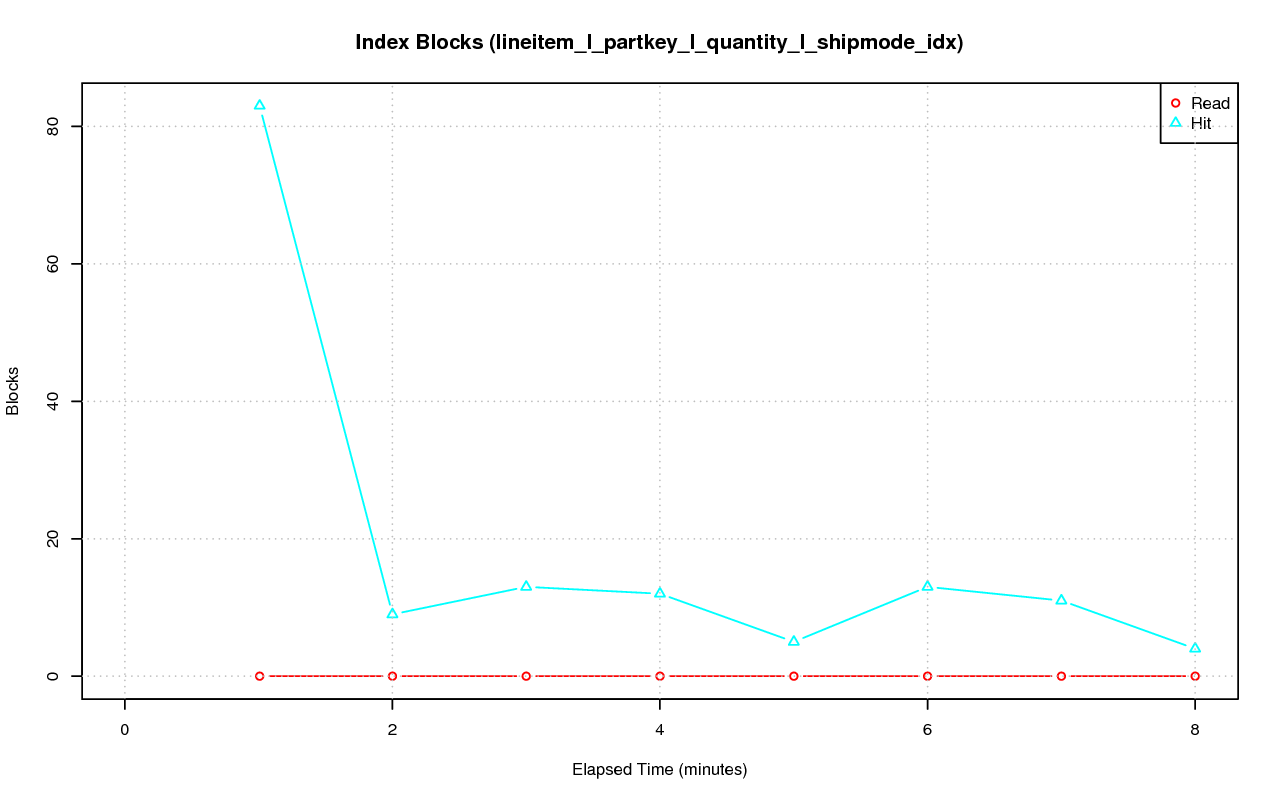 Index Blocks (lineitem_l_partkey_l_quantity_l_shipmode_idx)
Read
Hit
80
60
40
20
0
Blocks
0 2 4 6 8
Elapsed Time (minutes)